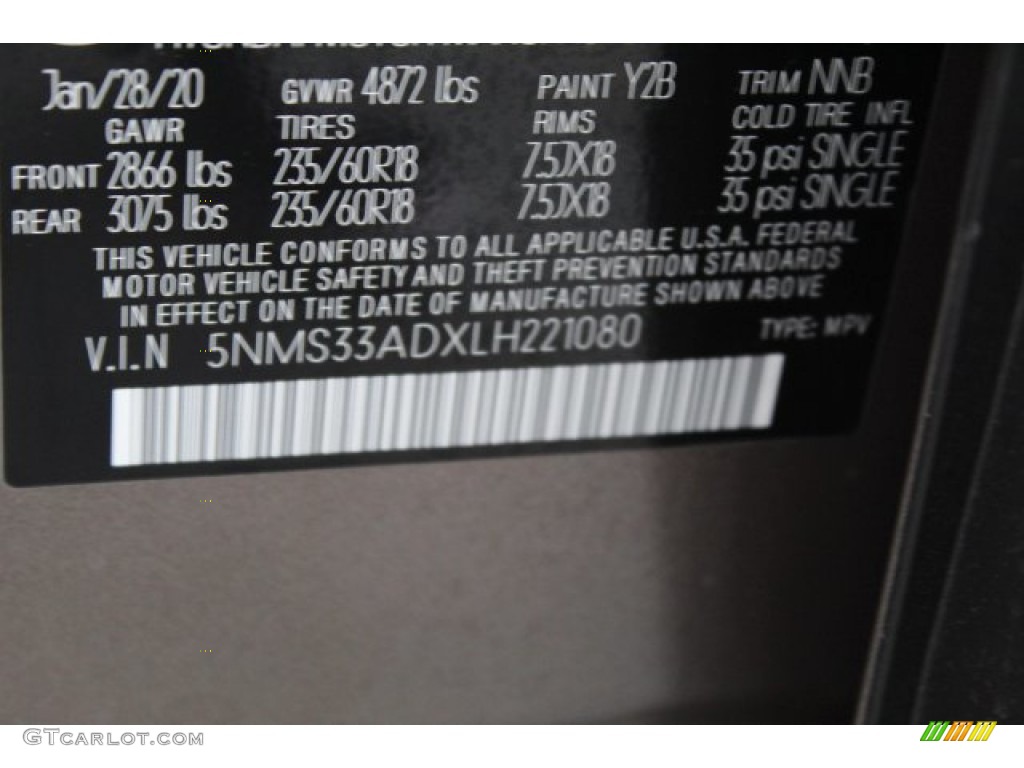 Jan/28/20 GVWR 4872 lbs PAINT Y2B TRIM NNB
GAWR TIRES RIMS COLD TIRE INFL
FRONT 2866 lbs 235/60R18 7.5JX18 35 psi SINGLE
REAR 3075 lbs 235/60R18 7.5JX18 35 psi SINGLE
THIS VEHICLE CONFORMS TO ALL APPLICABLE U.S.A. FEDERAL
MOTOR VEHICLE SAFETY AND THEFT PREVENTION STANDARDS
IN EFFECT ON THE DATE OF MANUFACTURE SHOWN ABOVE
V.I.N 5NMS33ADXLH221080 TYPE: MPV
GTCARLOT.COM